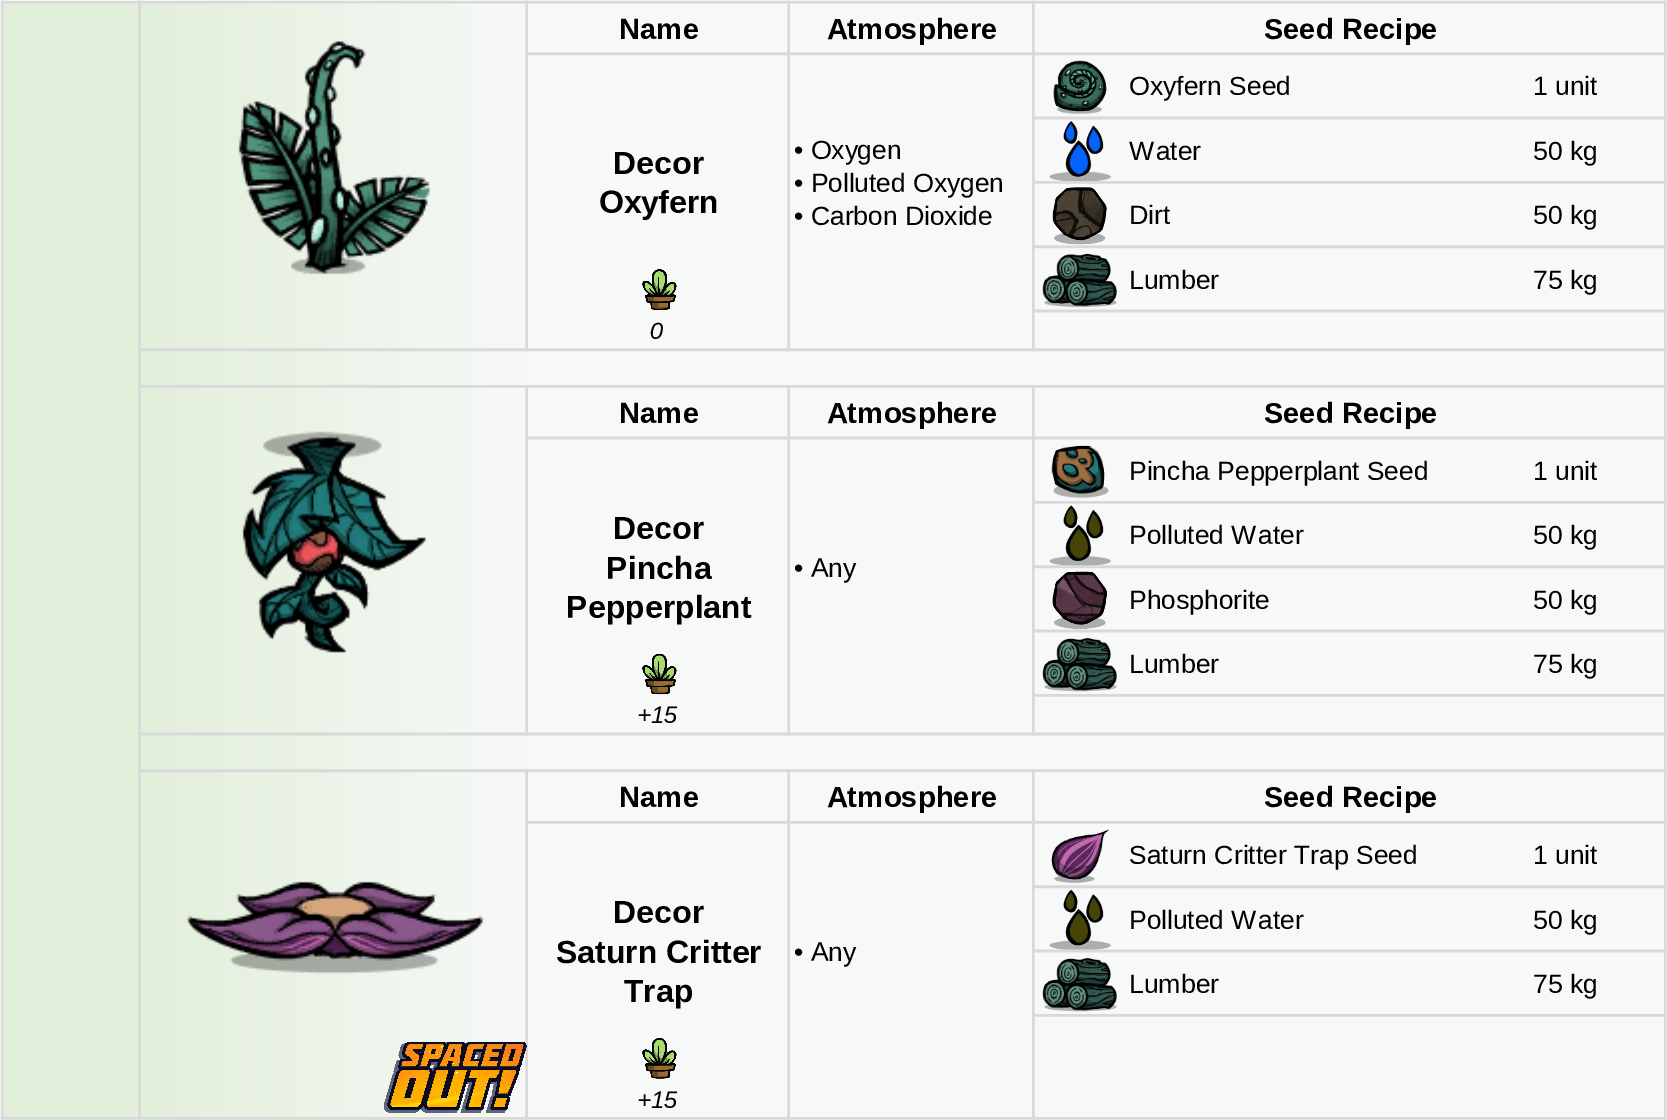 Name Atmosphere Seed Recipe
Oxyfern Seed 1 unit
Water 50 kg
Decor
Oxyfern
• Oxygen
• Polluted Oxygen
• Carbon Dioxide
Dirt 50 kg
Lumber 75 kg
0
Name Atmosphere Seed Recipe
Pincha Pepperplant Seed 1 unit
Polluted Water 50 kg
Decor
Pincha
Pepperplant
• Any
Phosphorite 50 kg
Lumber 75 kg
+15
Name Atmosphere Seed Recipe
Saturn Critter Trap Seed 1 unit
Polluted Water 50 kg
Decor
Saturn Critter
Trap
• Any
Lumber 75 kg
SPACED
OUT!
+15